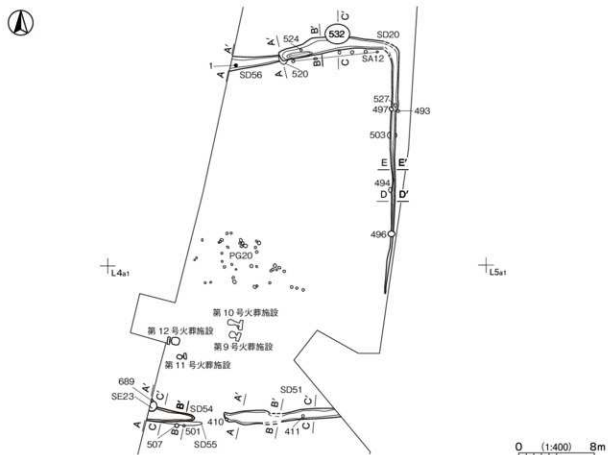 A'
524
B'
C'
532
SD20
A'
1
A
SD56
A
520
B
C
SA12
527
497
493
503
E E'
494
D D'
496
PG20
L4a1
L5a1
第10号火葬施設
第12号火葬施設
第9号火葬施設
第11号火葬施設
689
SE23
A'
C'
B'
SD54
A'
B'
SD51
C'
A
C
B
507
501
SD55
410
A
B
411
C
0 (1:400) 8m